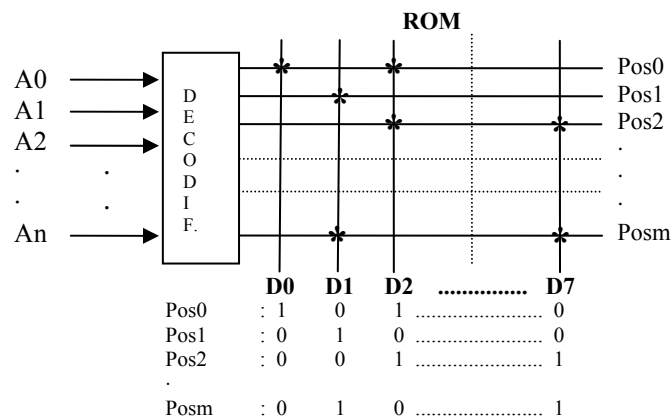 ROM
A0
A1
A2
. .
. .
An
DECODIF.
Pos0
Pos1
Pos2
.
.
.
Posm
D0 D1 D2 ............... D7
Pos0 : 1 0 1 ....................... 0
Pos1 : 0 1 0 ....................... 0
Pos2 : 0 0 1 ....................... 1
.
Posm : 0 1 0 ....................... 1